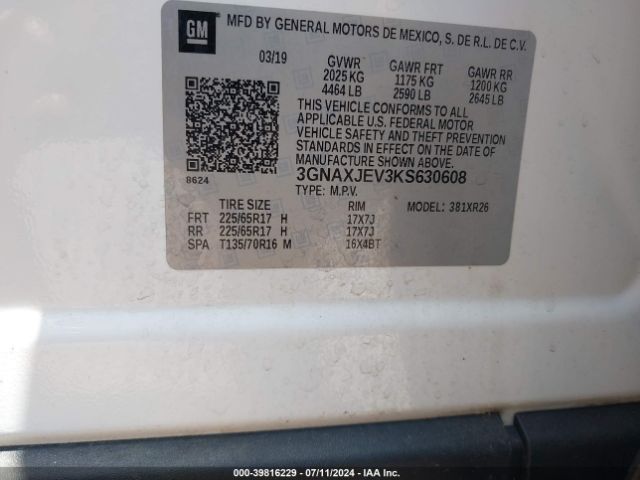 GM
MFD BY GENERAL MOTORS DE MEXICO, S. DE R.L. DE C.V.
03/19 GVWR GAWR FRT GAWR RR
2025 KG 1175 KG 1200 KG
4464 LB 2590 LB 2645 LB
THIS VEHICLE CONFORMS TO ALL
APPLICABLE U.S. FEDERAL MOTOR
VEHICLE SAFETY AND THEFT PREVENTION
STANDARDS IN EFFECT ON THE DATE OF
MANUFACTURE SHOWN ABOVE.
8624 3GNAXJEV3KS630608
TYPE: M.P.V.
TIRE SIZE RIM MODEL: 381XR26
FRT 225/65R17 H 17X7J
RR 225/65R17 H 17X7J
SPA T135/70R16 M 16X4BT
000-39816229 - 07/11/2024 - IAA Inc.